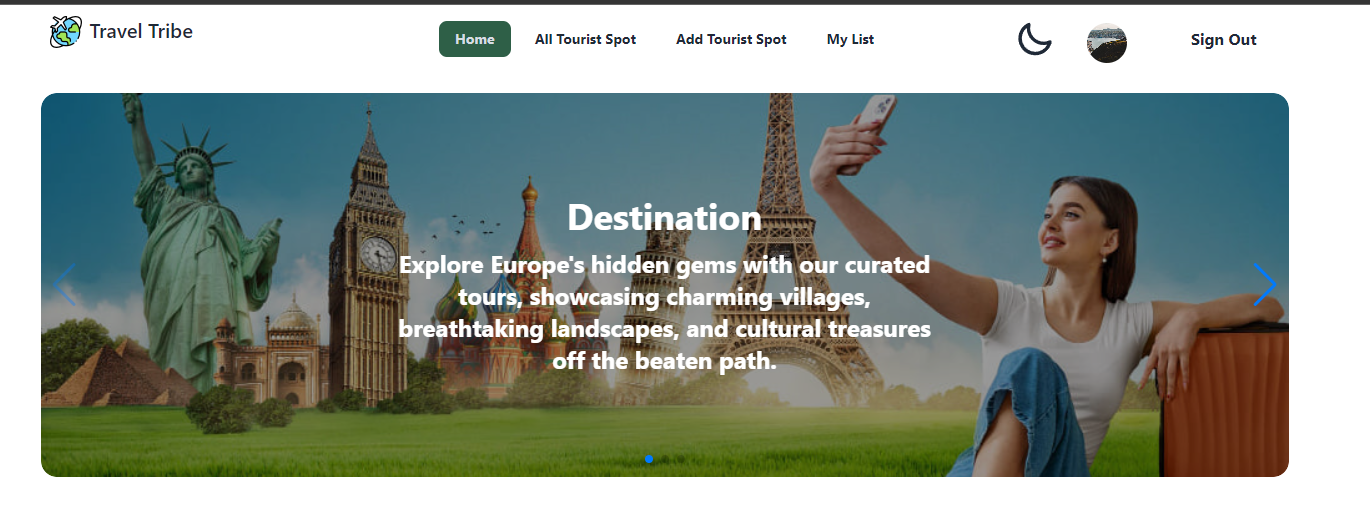 Travel Tribe
Home
All Tourist Spot
Add Tourist Spot
My List
Sign Out
Destination
Explore Europe's hidden gems with our curated
tours, showcasing charming villages,
breathtaking landscapes, and cultural treasures
off the beaten path.